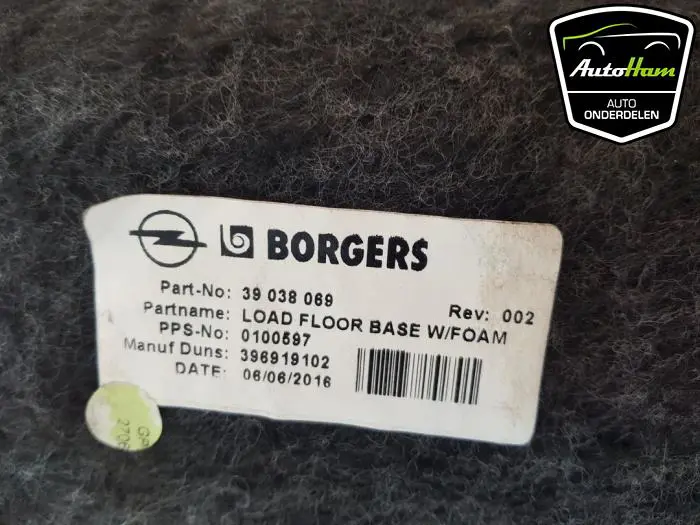 AutoHam
AUTO
ONDERDELEN
BORGERS
Part-No: 39 038 069 Rev: 002
Partname: LOAD FLOOR BASE W/FOAM
PPS-No: 0100597
Manuf Duns: 396919102
DATE: 06/06/2016
2706